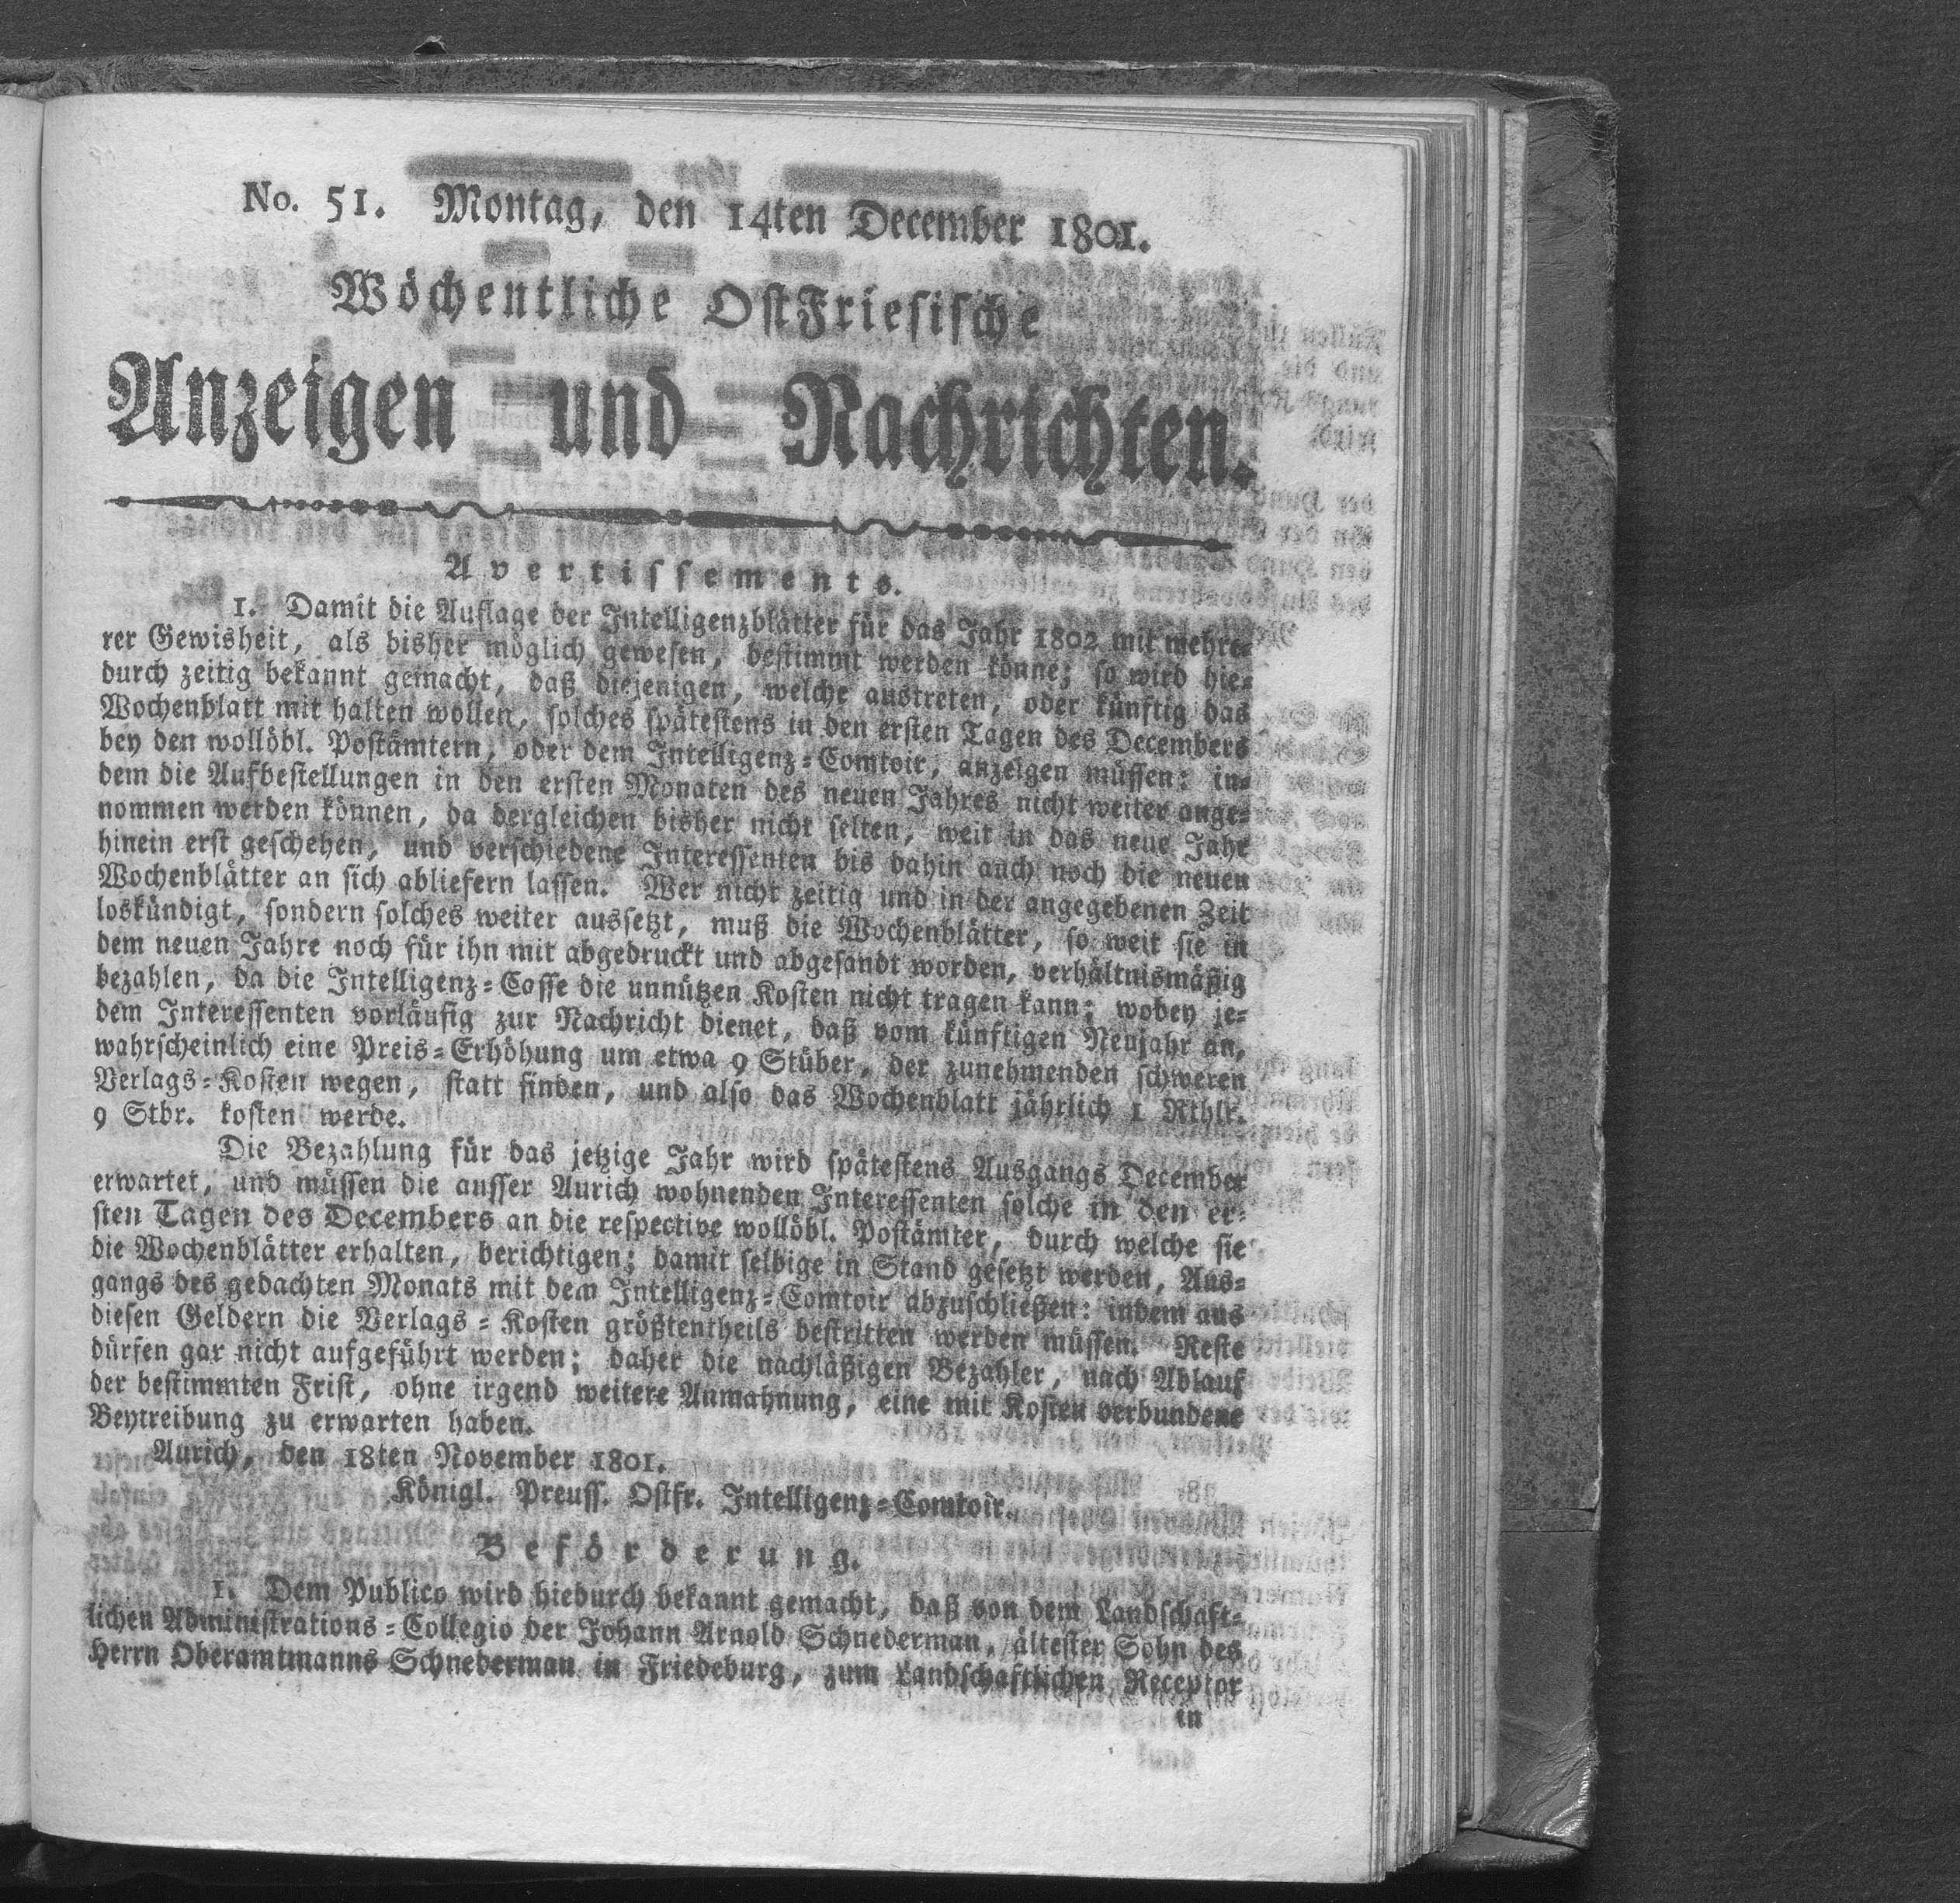 No. 51. Montag, den 14ten December 1801.
Wöchentliche OstFriesische
Anzeigen und Nachrichten.
Avertissements.
1. Damit die Auflage der Intelligenzblätter für das Jahr 1802 mit mehre-
rer Gewisheit, als bisher möglich gewesen, bestimmt werden könne; so wird hie-
durch zeitig bekannt gemacht, daß diejenigen, welche austreten, oder künftig das
Wochenblatt mit halten wollen, solches spätestens in den ersten Tagen des Decembers
bey den wollöbl. Postämtern, oder dem Intelligenz-Comtoir, anzeigen müssen: in-
dem die Aufbestellungen in den ersten Monaten des neuen Jahres nicht weiter ange-
nommen werden können, da dergleichen bisher nicht selten, weit in das neue Jahr
hinein erst geschehen, und verschiedene Interessenten bis dahin auch noch die neuen
Wochenblätter an sich abliefern lassen. Wer nicht zeitig und in der angegebenen Zeit
loskündigt, sondern solches weiter aussetzt, muß die Wochenblätter, so weit sie in
dem neuen Jahre noch für ihn mit abgedruckt und abgesandt worden, verhältnismäßig
bezahlen, da die Intelligenz-Casse die unnützen Kosten nicht tragen kann; wobey je-
dem Interessenten vorläufig zur Nachricht dienet, daß vom künftigen Neujahr an,
wahrscheinlich eine Preis-Erhöhung um etwa 9 Stüber, der zunehmenden schweren
Verlags-Kosten wegen, statt finden, und also das Wochenblatt jährlich 1 Rthlr.
9 Stbr. kosten werde.
Die Bezahlung für das jetzige Jahr wird spätestens Ausgangs December
erwartet, und müssen die ausser Aurich wohnenden Interessenten solche in den er-
sten Tagen des Decembers an die respective wollöbl. Postämter, durch welche sie
die Wochenblätter erhalten, berichtigen; damit selbige in Stand gesetzt werden, Aus-
gangs des gedachten Monats mit dem Intelligenz-Comtoir abzuschließen: indem aus
diesen Geldern die Verlags-Kosten größtentheils bestritten werden müssen. Reste
dürfen gar nicht aufgeführt werden; daher die nachläßigen Bezahler, nach Ablauf
der bestimmten Frist, ohne irgend weitere Anmahnung, eine mit Kosten verbundene
Beytreibung zu erwarten haben.
Aurich, den 18ten November 1801.
Königl. Preuss. Ostfr. Intelligenz-Comtoir.
Beförderung.
1. Dem Publico wird hiedurch bekannt gemacht, daß von dem Landschaft-
lichen Administrations-Collegio der Johann Arnold Schnederman, ältester Sohn des
Herrn Oberamtmanns Schnederman in Friedeburg, zum Landschaftlichen Receptor
in